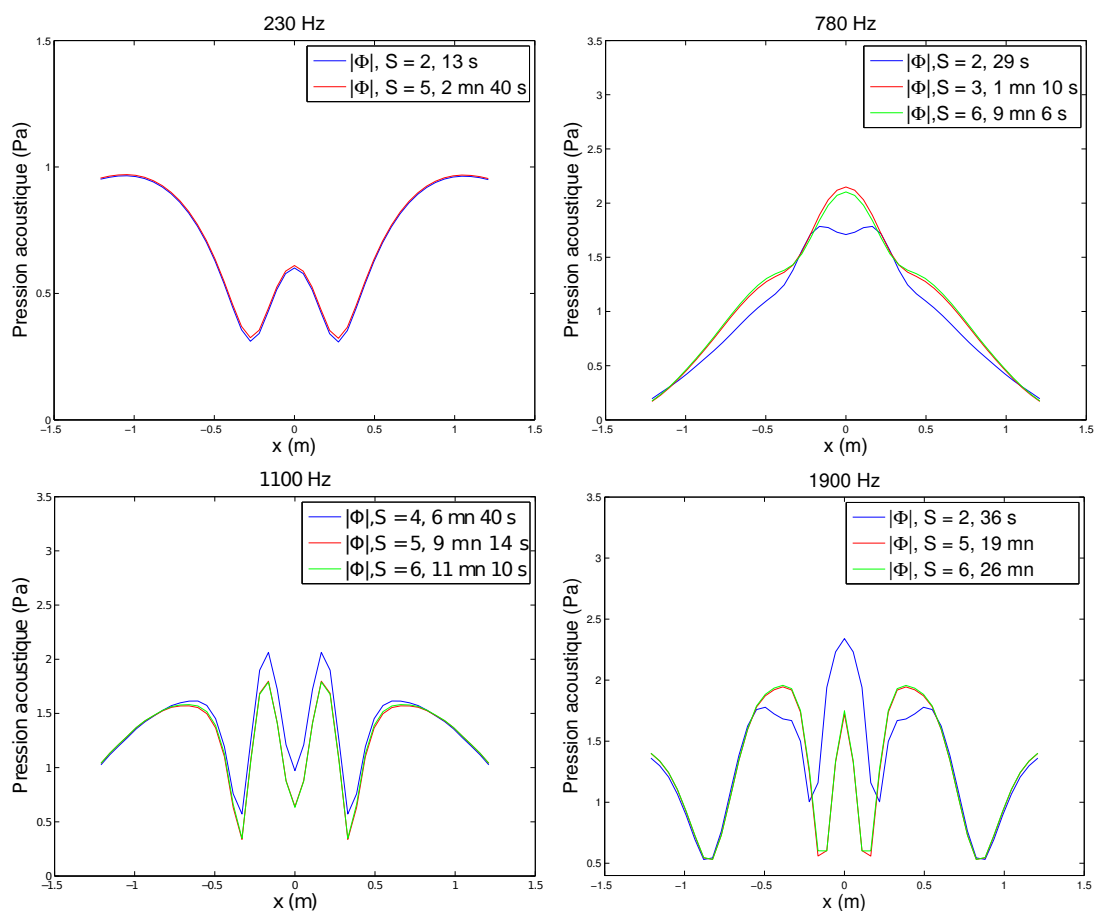 230 Hz
1.5
1
0.5
0
Pression acoustique (Pa)
|Φ|, S = 2, 13 s
|Φ|, S = 5, 2 mn 40 s
−1.5 −1 −0.5 0 0.5 1 1.5
x (m)
780 Hz
3.5
3
2.5
2
1.5
1
0.5
0
Pression acoustique (Pa)
|Φ|,S = 2, 29 s
|Φ|,S = 3, 1 mn 10 s
|Φ|,S = 6, 9 mn 6 s
−1.5 −1 −0.5 0 0.5 1 1.5
x (m)
1100 Hz
3.5
3
2.5
2
1.5
1
0.5
0
Pression acoustique (Pa)
|Φ|,S = 4, 6 mn 40 s
|Φ|,S = 5, 9 mn 14 s
|Φ|,S = 6, 11 mn 10 s
−1.5 −1 −0.5 0 0.5 1 1.5
x (m)
1900 Hz
3.5
3
2.5
2
1.5
1
0.5
Pression acoustique (Pa)
|Φ|, S = 2, 36 s
|Φ|, S = 5, 19 mn
|Φ|, S = 6, 26 mn
−1.5 −1 −0.5 0 0.5 1 1.5
x (m)